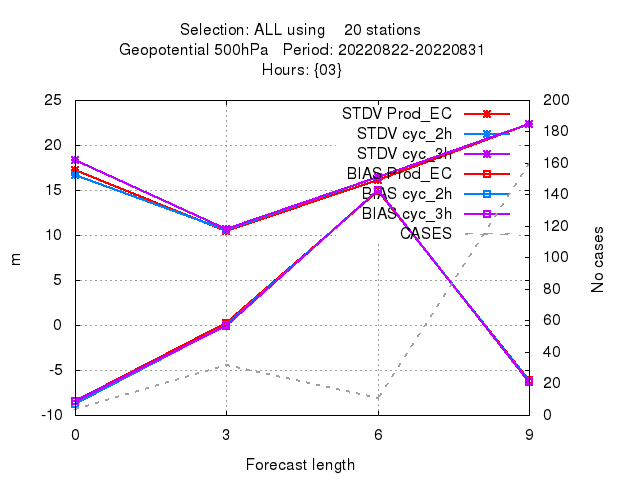 Selection: ALL using    20 stations
Geopotential 500hPa   Period: 20220822-20220831
Hours: {03}
25
20
15
10
5
0
-5
-10
m
STDV Prod_EC
STDV cyc_2h
STDV cyc_3h
BIAS Prod_EC
BIAS cyc_2h
BIAS cyc_3h
CASES
200
180
160
140
120
100
80
60
40
20
0
No cases
0 3 6 9
Forecast length